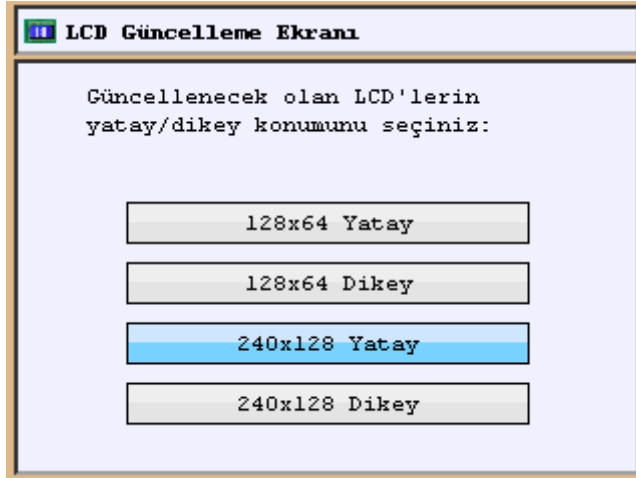 LCD Güncelleme Ekranı
Güncellenecek olan LCD'lerin
yatay/dikey konumunu seçiniz:
128x64 Yatay
128x64 Dikey
240x128 Yatay
240x128 Dikey